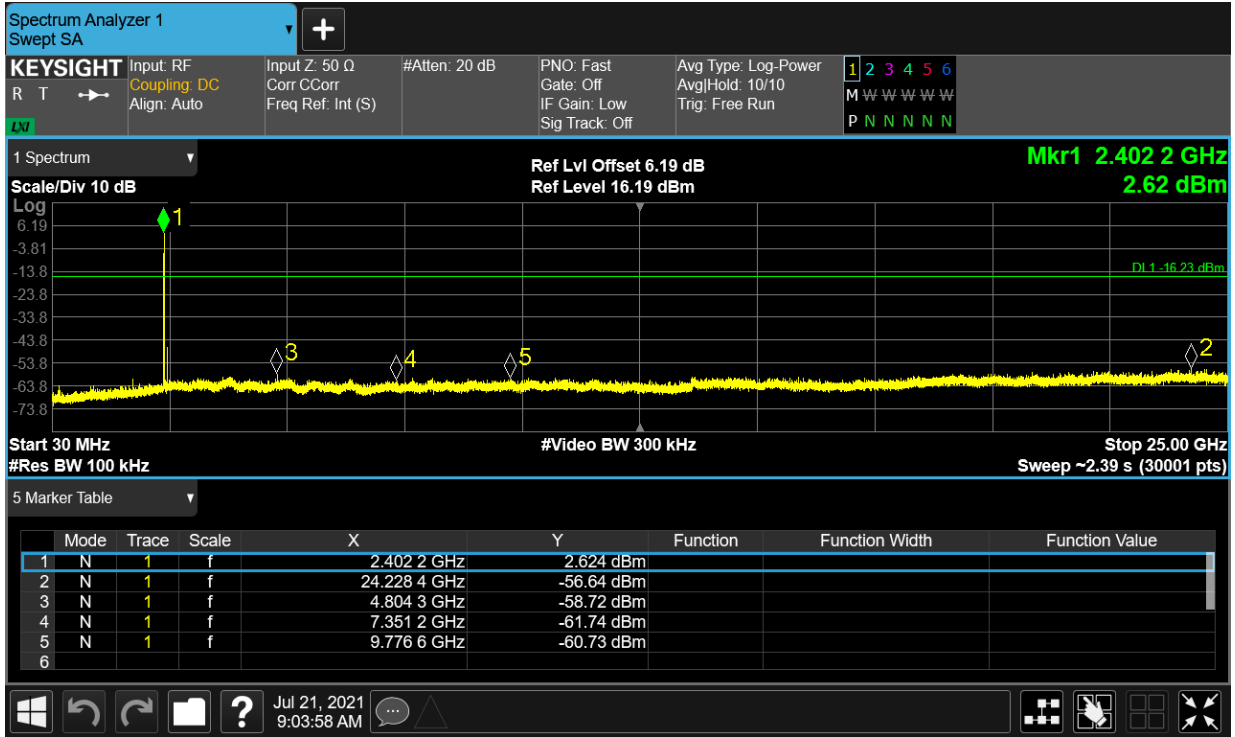 Spectrum Analyzer 1
Swept SA
KEYSIGHT
R T
LXI
Input: RF
Coupling: DC
Align: Auto
Input Z: 50 Ω
Corr CCorr
Freq Ref: Int (S)
#Atten: 20 dB
PNO: Fast
Gate: Off
IF Gain: Low
Sig Track: Off
Avg Type: Log-Power
Avg|Hold: 10/10
Trig: Free Run
1 2 3 4 5 6
M W W W W W
P N N N N N
1 Spectrum
Scale/Div 10 dB
Ref Lvl Offset 6.19 dB
Ref Level 16.19 dBm
Mkr1 2.402 2 GHz
2.62 dBm
Log
6.19
-3.81
-13.8
-23.8
-33.8
-43.8
-53.8
-63.8
-73.8
1
3
4
5
2
DL1 -16.23 dBm
Start 30 MHz
#Video BW 300 kHz
Stop 25.00 GHz
#Res BW 100 kHz
Sweep ~2.39 s (30001 pts)
5 Marker Table
Mode Trace Scale X Y Function Function Width Function Value
1 N 1 f 2.402 2 GHz 2.624 dBm
2 N 1 f 24.228 4 GHz -56.64 dBm
3 N 1 f 4.804 3 GHz -58.72 dBm
4 N 1 f 7.351 2 GHz -61.74 dBm
5 N 1 f 9.776 6 GHz -60.73 dBm
6
?
Jul 21, 2021
9:03:58 AM